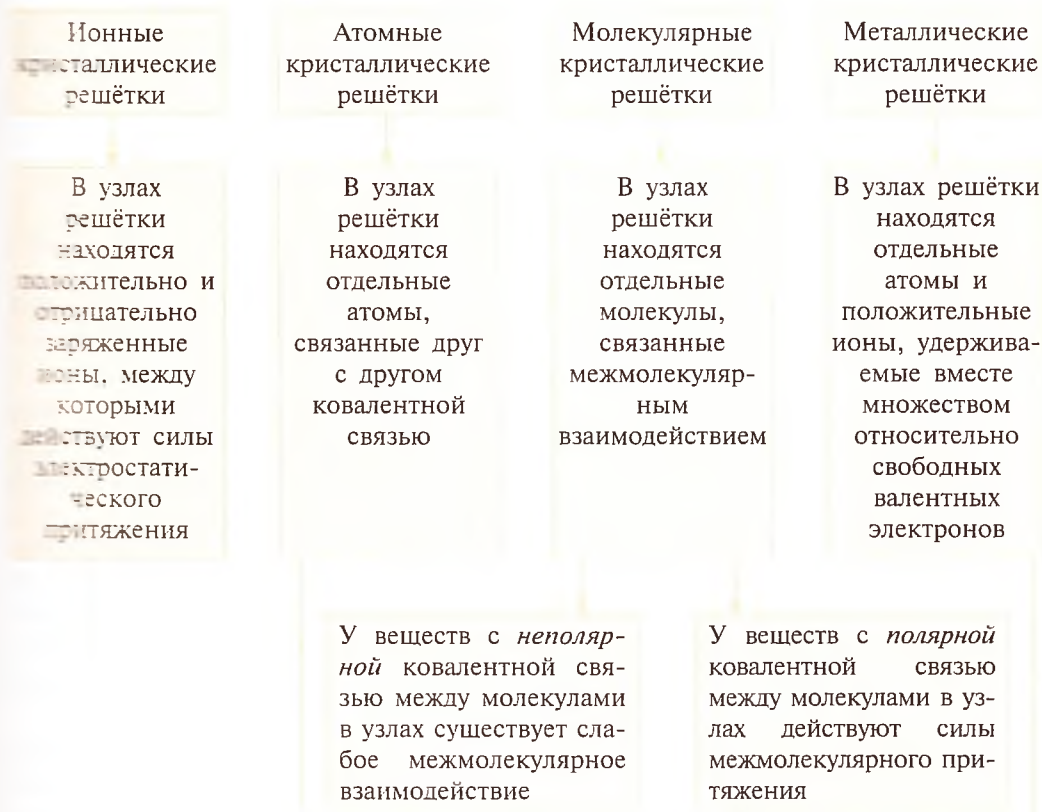 Ионные
кристаллические
решётки
В узлах
решётки
находятся
положительно и
отрицательно
заряженные
ионы, между
которыми
действуют силы
электростати-
ческого
притяжения
Атомные
кристаллические
решётки
В узлах
решётки
находятся
отдельные
атомы,
связанные друг
с другом
ковалентной
связью
Молекулярные
кристаллические
решётки
В узлах
решётки
находятся
отдельные
молекулы,
связанные
межмолекуляр-
ным
взаимодействием
Металлические
кристаллические
решётки
В узлах решётки
находятся
отдельные
атомы и
положительные
ионы, удержива-
емые вместе
множеством
относительно
свободных
валентных
электронов
У веществ с неполяр-
ной ковалентной свя-
зью между молекулами
в узлах существует сла-
бое межмолекулярное
взаимодействие
У веществ с полярной
ковалентной связью
между молекулами в уз-
лах действуют силы
межмолекулярного при-
тяжения